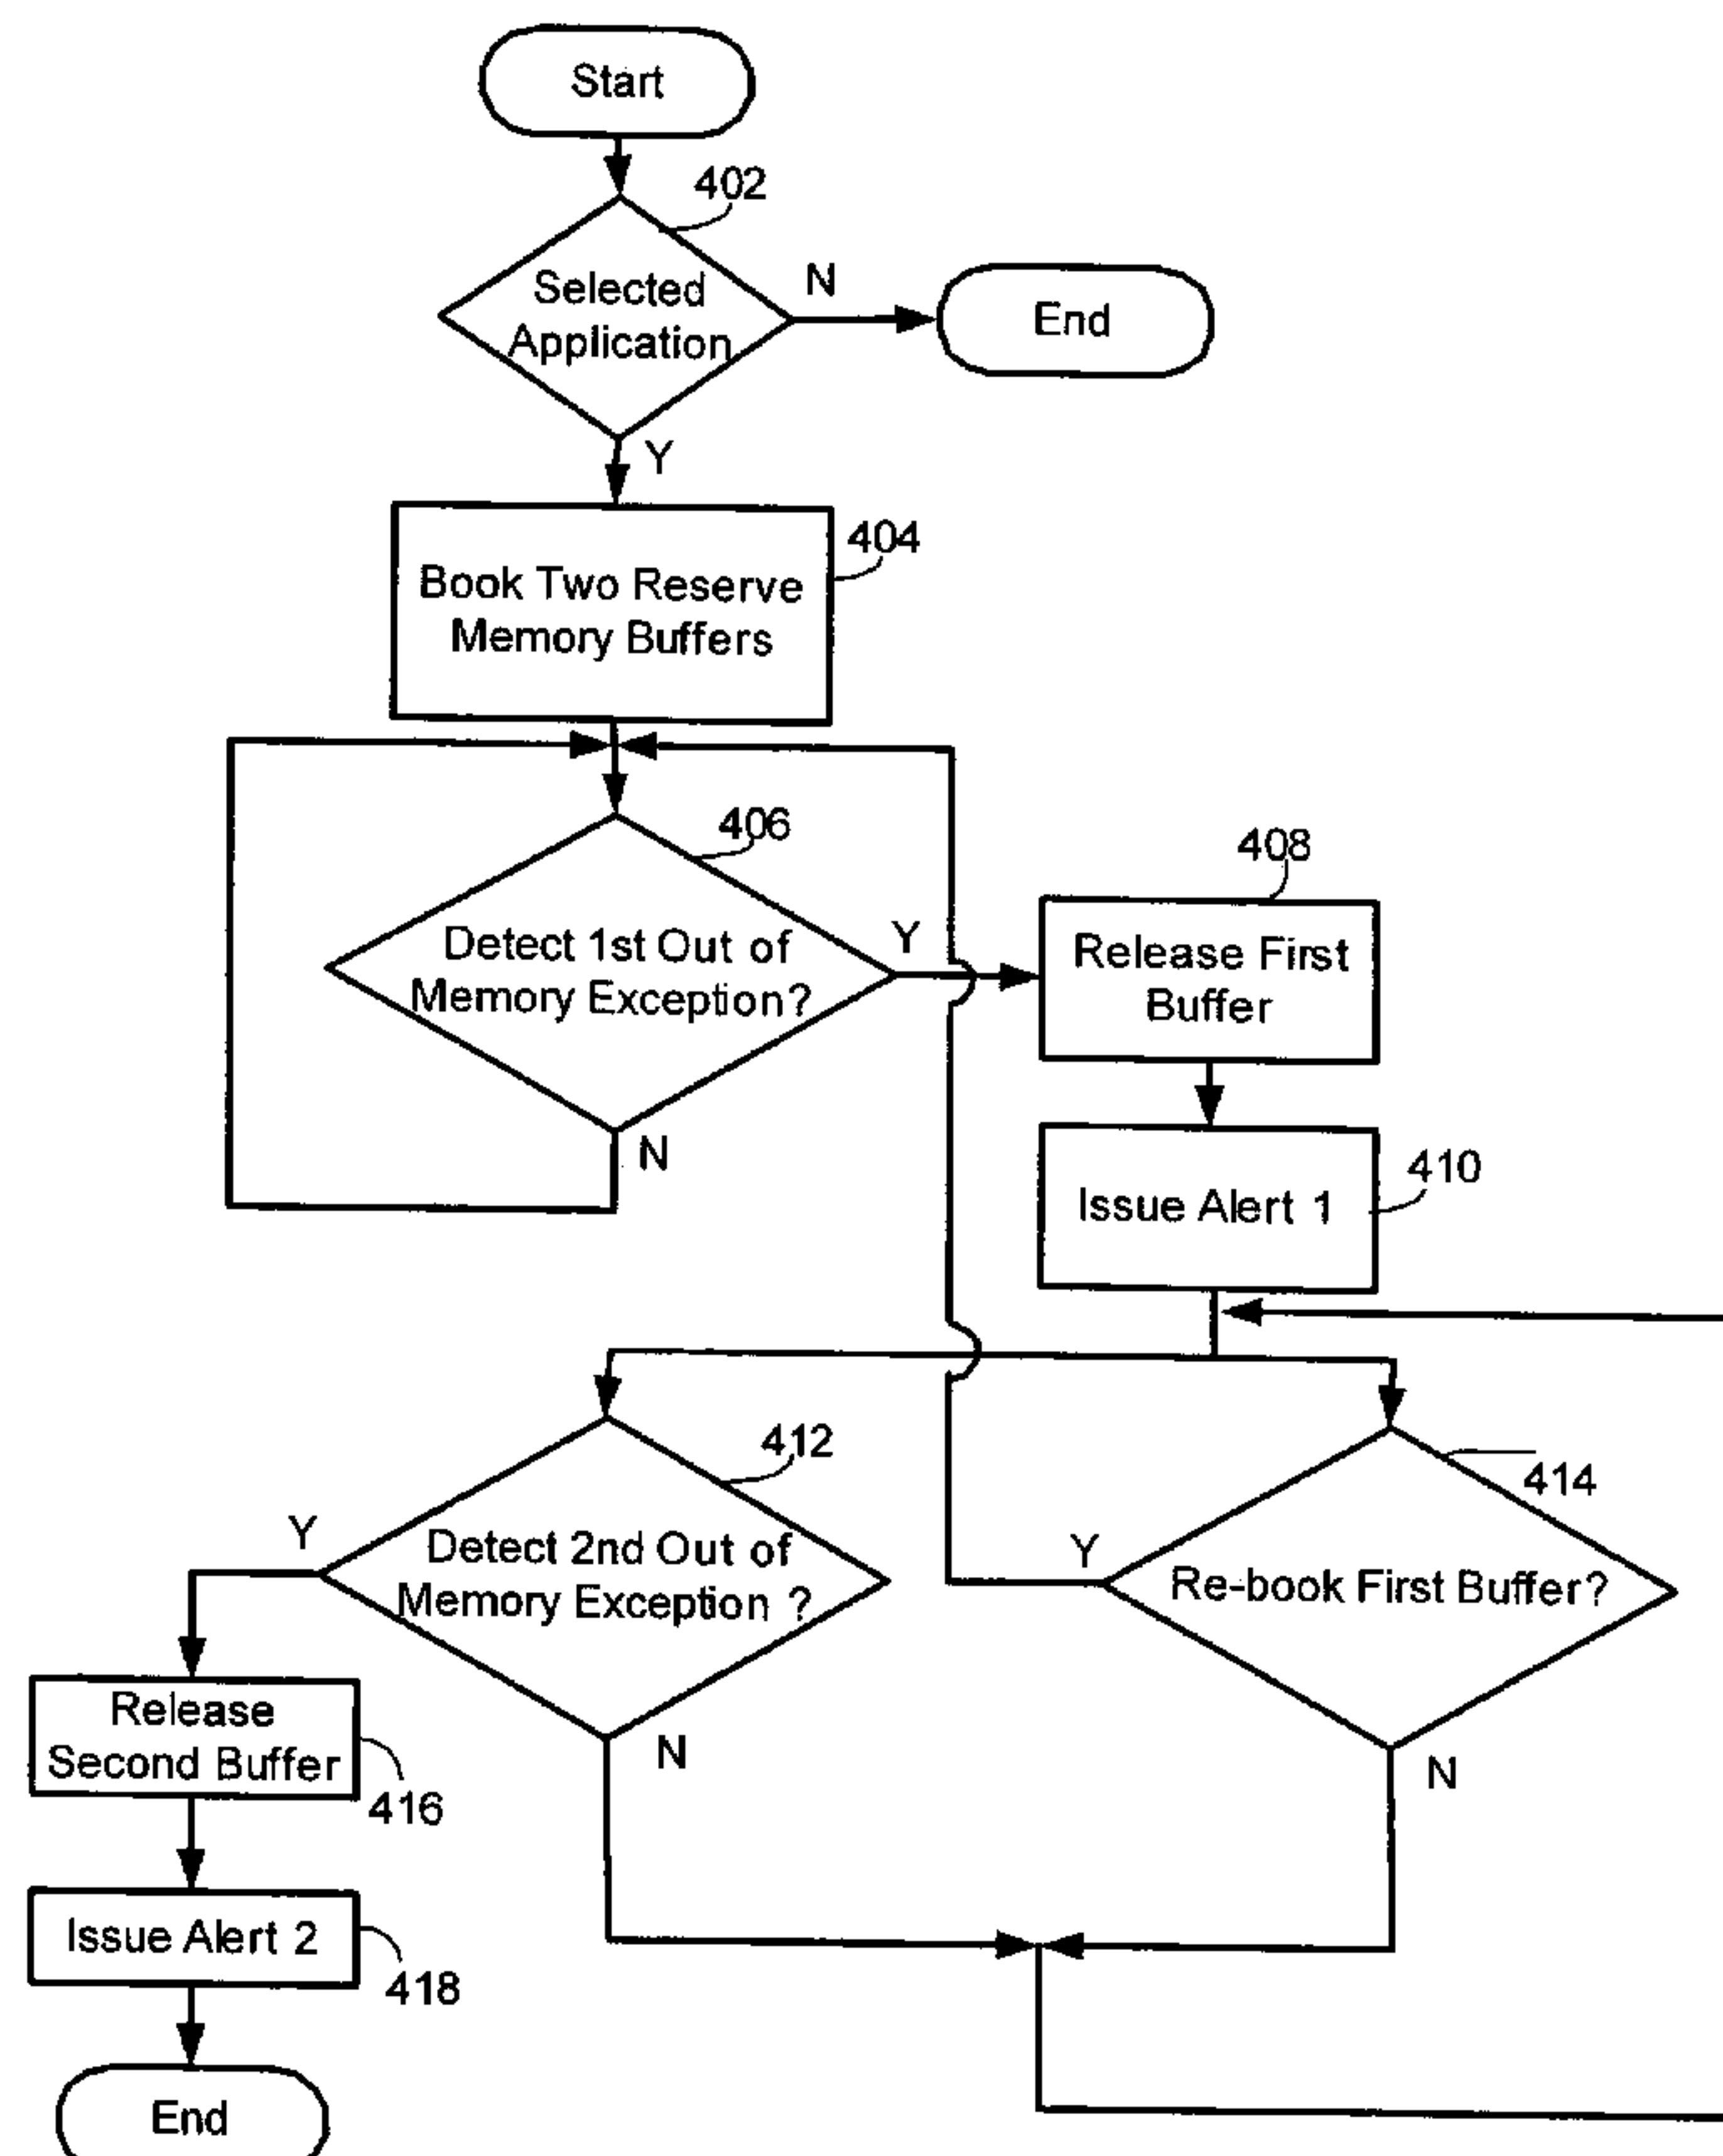 Start
402
Selected
Application
N
End
Y
404
Book Two Reserve
Memory Buffers
406
408
Detect 1st Out of
Memory Exception?
Y
Release First
Buffer
N
410
Issue Alert 1
412
414
Y
Detect 2nd Out of
Memory Exception ?
Y
Re-book First Buffer?
N
N
Release
Second Buffer
416
Issue Alert 2
418
End